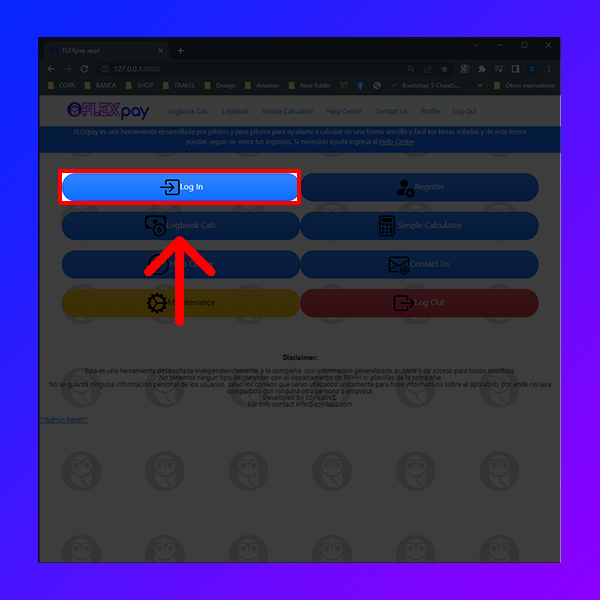 FLEXpay app!
127.0.0.1:8000
COPA BANCA SHOP TRAVEL Design Aviation New folder Bootstrap 5 CheatS... » Otros marcadores
FLEXpay Logbook Calc Logbook Simple Calculator Help Center Contact Us Profile Log Out
FLEXpay es una herramienta desarrollada por pilotos y para pilotos para ayudarte a calcular de una forma sencilla y facil tus horas voladas y de esta forma
puedas seguir de cerca tus ingresos. Si necesitas ayuda ingresa al Help Center
Log In Register
Logbook Calc Simple Calculator
Contact Us
Maintenance Log Out
Disclaimer:
Esta es una herramienta desarrollada independientemente a la compañia, con informacion generalizada, publica y de acceso para todos nosotros.
No tenemos ningun tipo de conexion con el departamento de RRHH ni planillas de la compañia
No se guarda ninguna informacion personal de los usuarios, salvo los correos que seran utilizados unicamente para fines informativos sobre el aplicativo, por ende no sera
compartido con ninguna otra persona o empresa.
Developed by Ezy-Labs©
For info contact info@ezy-labs.com
**Admin Panel**